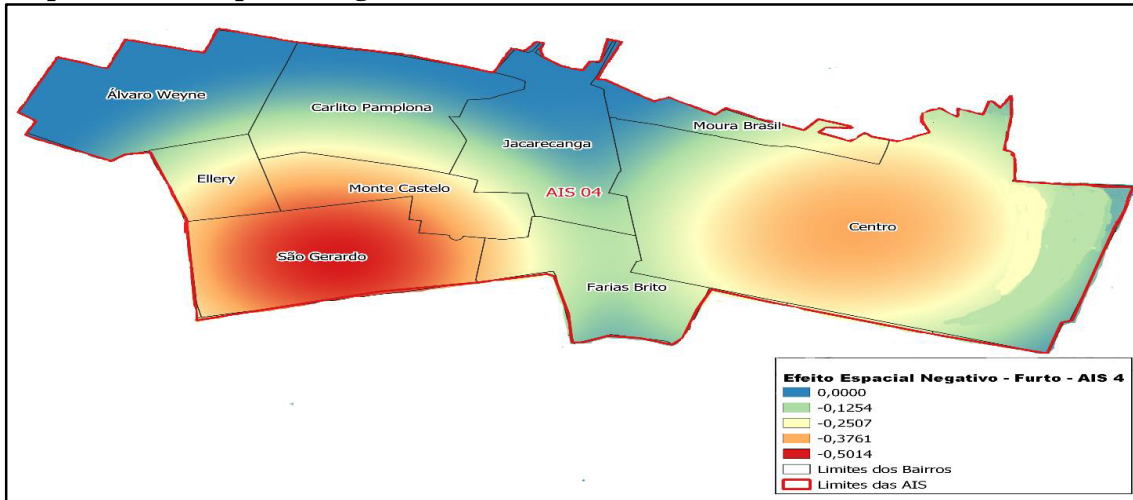 Álvaro Weyne
Carlito Pamplona
Moura Brasil
Jacarecanga
Ellery
Monte Castelo
AIS 04
Centro
São Gerardo
Farias Brito
Efeito Espacial Negativo - Furto - AIS 4
0,0000
-0,1254
-0,2507
-0,3761
-0,5014
Limites dos Bairros
Limites das AIS